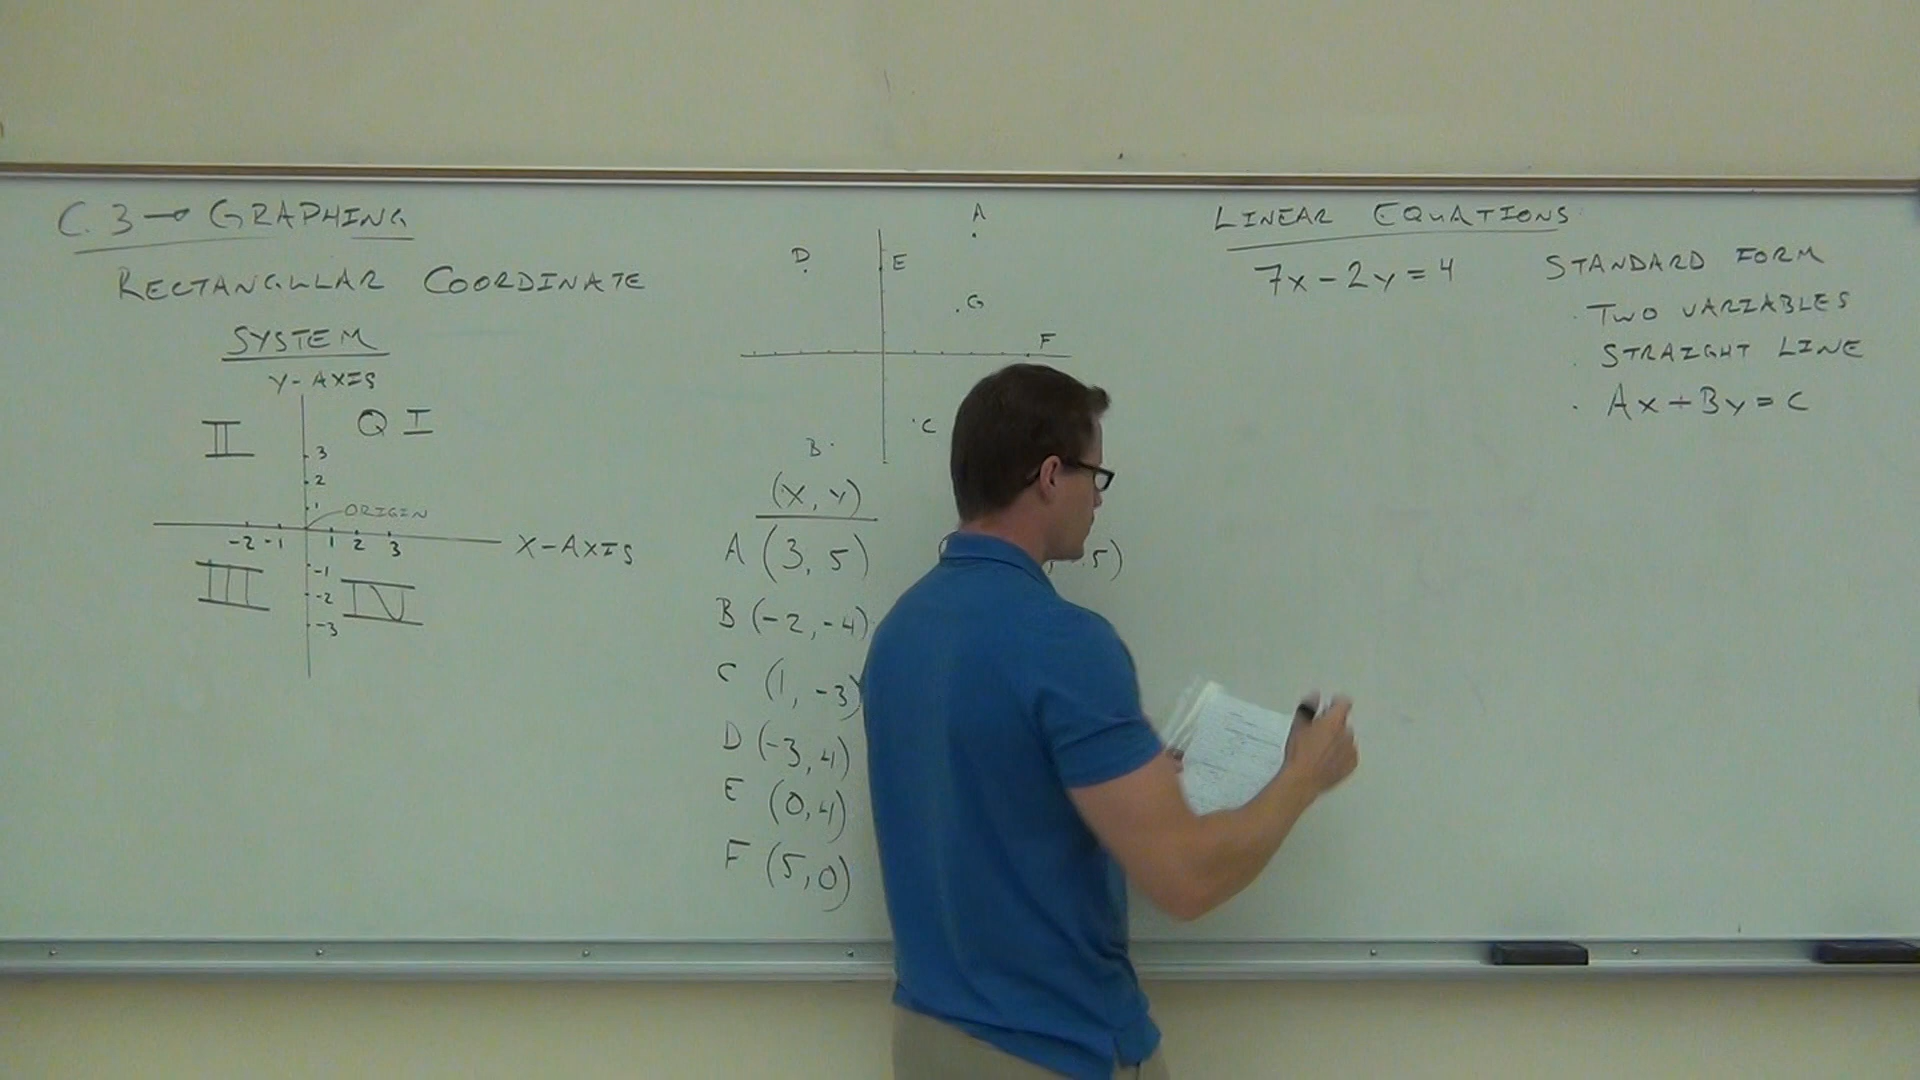 C.3 → GRAPHING
RECTANGULAR COORDINATE
SYSTEM
Y-AXIS
II
Q I
3
2
1
ORIGIN
-2 -1 1 2 3
X-AXIS
-1
-2
-3
III
IV
A
D
E
G
F
C
B
(X, Y)
A (3, 5)
B (-2, -4)
C (1, -3)
D (-3, 4)
E (0, 4)
F (5, 0)
.5)
LINEAR EQUATIONS
7x - 2y = 4
STANDARD FORM
· TWO VARIABLES
· STRAIGHT LINE
· Ax + By = C